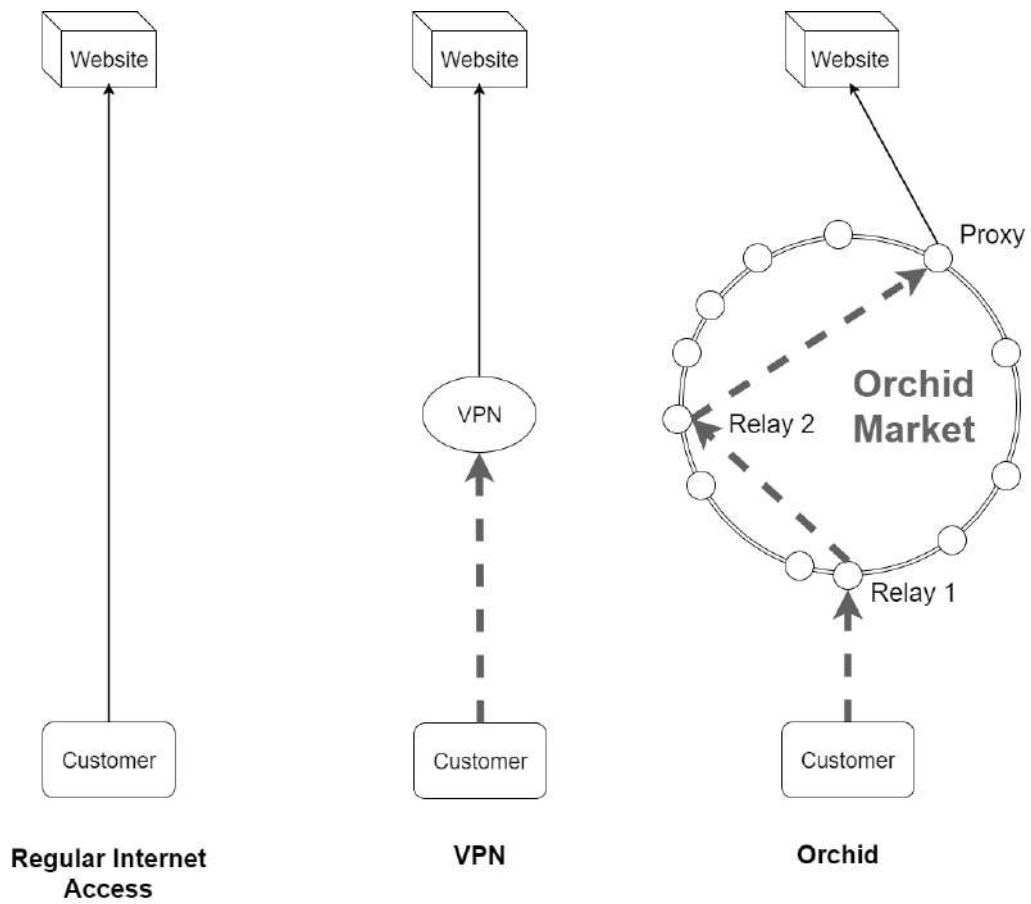 Website
Website
Website
Proxy
Orchid
Market
VPN
Relay 2
Relay 1
Customer
Customer
Customer
Regular Internet
Access
VPN
Orchid